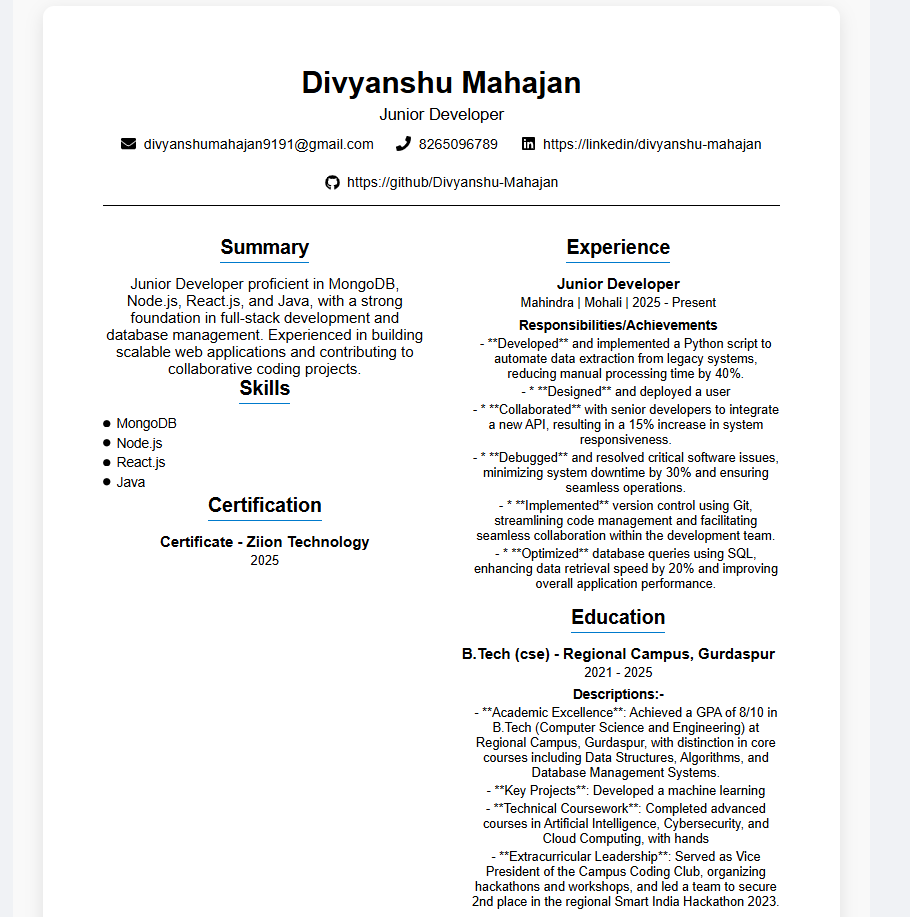 Divyanshu Mahajan
Junior Developer
divyanshumahajan9191@gmail.com 8265096789 https://linkedin/divyanshu-mahajan
https://github/Divyanshu-Mahajan
Summary
Junior Developer proficient in MongoDB,
Node.js, React.js, and Java, with a strong
foundation in full-stack development and
database management. Experienced in building
scalable web applications and contributing to
collaborative coding projects.
Skills
● MongoDB
● Node.js
● React.js
● Java
Certification
Certificate - Ziion Technology
2025
Experience
Junior Developer
Mahindra | Mohali | 2025 - Present
Responsibilities/Achievements
- **Developed** and implemented a Python script to
automate data extraction from legacy systems,
reducing manual processing time by 40%.
- * **Designed** and deployed a user
- * **Collaborated** with senior developers to integrate
a new API, resulting in a 15% increase in system
responsiveness.
- * **Debugged** and resolved critical software issues,
minimizing system downtime by 30% and ensuring
seamless operations.
- * **Implemented** version control using Git,
streamlining code management and facilitating
seamless collaboration within the development team.
- * **Optimized** database queries using SQL,
enhancing data retrieval speed by 20% and improving
overall application performance.
Education
B.Tech (cse) - Regional Campus, Gurdaspur
2021 - 2025
Descriptions:-
- **Academic Excellence**: Achieved a GPA of 8/10 in
B.Tech (Computer Science and Engineering) at
Regional Campus, Gurdaspur, with distinction in core
courses including Data Structures, Algorithms, and
Database Management Systems.
- **Key Projects**: Developed a machine learning
- **Technical Coursework**: Completed advanced
courses in Artificial Intelligence, Cybersecurity, and
Cloud Computing, with hands
- **Extracurricular Leadership**: Served as Vice
President of the Campus Coding Club, organizing
hackathons and workshops, and led a team to secure
2nd place in the regional Smart India Hackathon 2023.